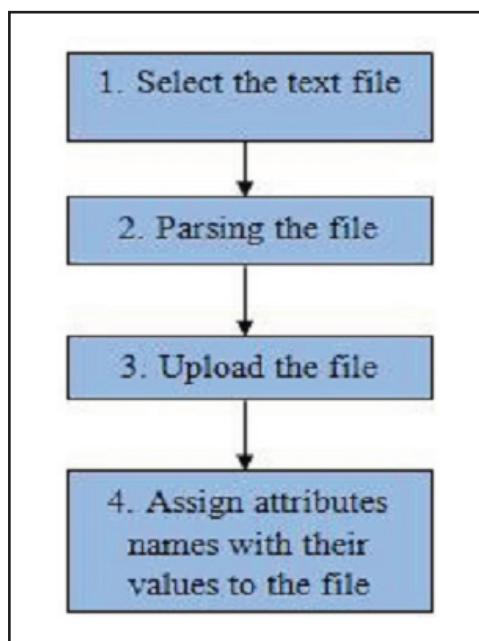 1. Select the text file
2. Parsing the file
3. Upload the file
4. Assign attributes
names with their
values to the file